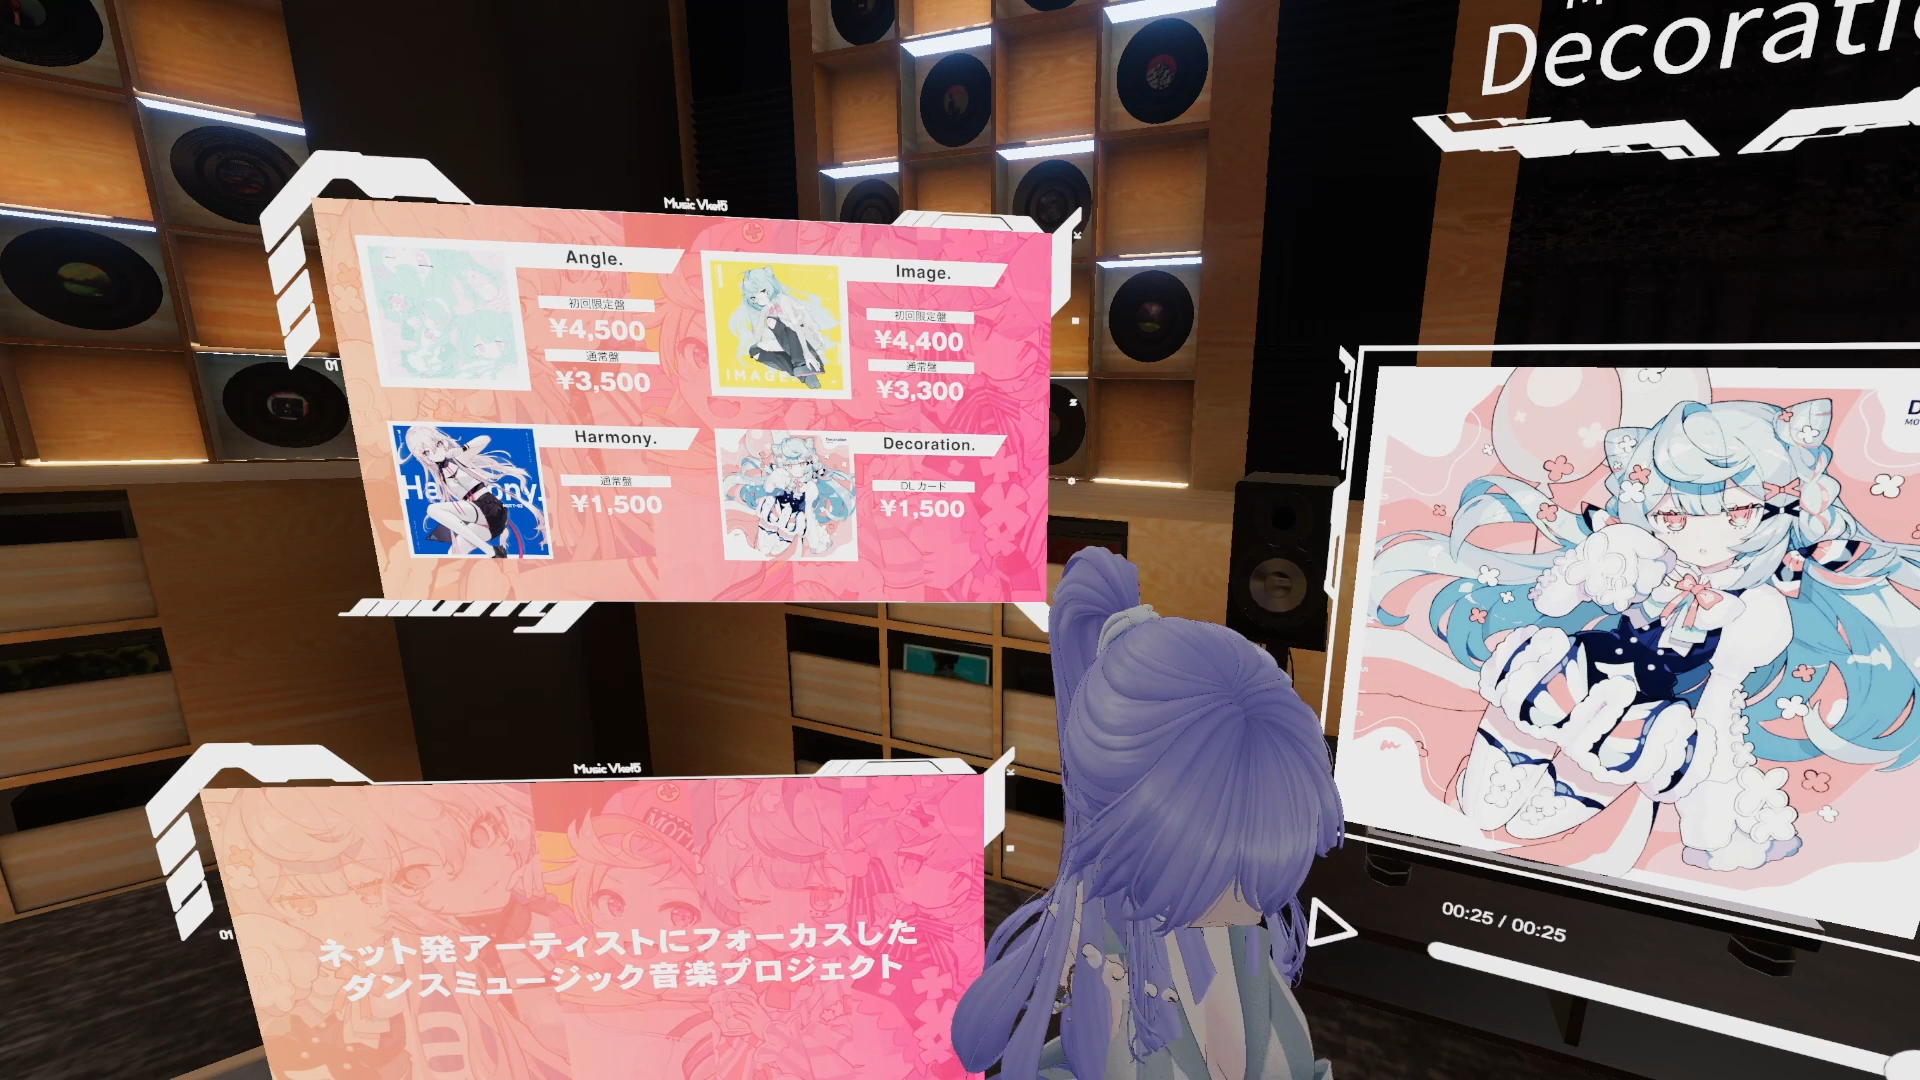 Decorati
Music Vket5
Angle.
初回限定盤
¥4,500
通常盤
¥3,500
Image.
初回限定盤
¥4,400
通常盤
¥3,300
IMAGE.
Harmony.
通常盤
¥1,500
Decoration.
DLカード
¥1,500
01
Music Vket5
MOTT
ネット発アーティストにフォーカスした
ダンスミュージック音楽プロジェクト
01
00:25 / 00:25